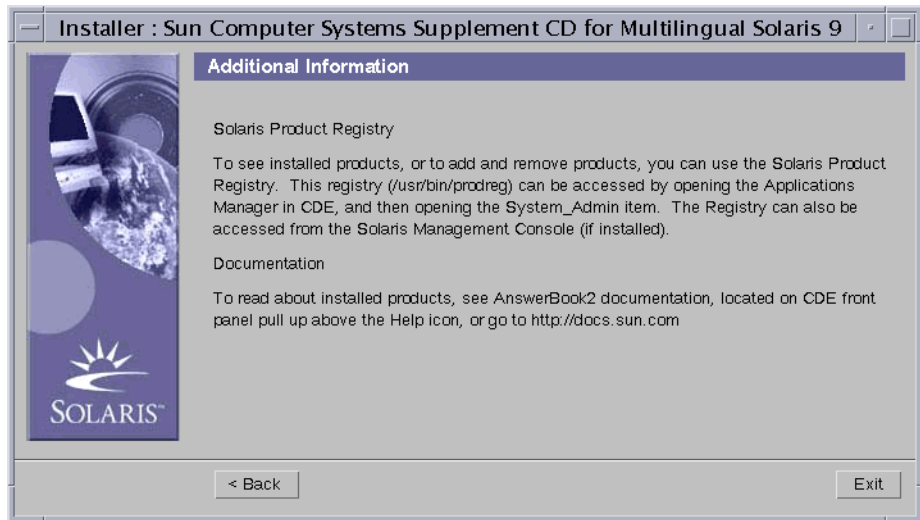 Installer : Sun Computer Systems Supplement CD for Multilingual Solaris 9
Additional Information
Solaris Product Registry
To see installed products, or to add and remove products, you can use the Solaris Product
Registry. This registry (/usr/bin/prodreg) can be accessed by opening the Applications
Manager in CDE, and then opening the System_Admin item. The Registry can also be
accessed from the Solaris Management Console (if installed).
Documentation
To read about installed products, see AnswerBook2 documentation, located on CDE front
panel pull up above the Help icon, or go to http://docs.sun.com
SOLARIS™
< Back
Exit